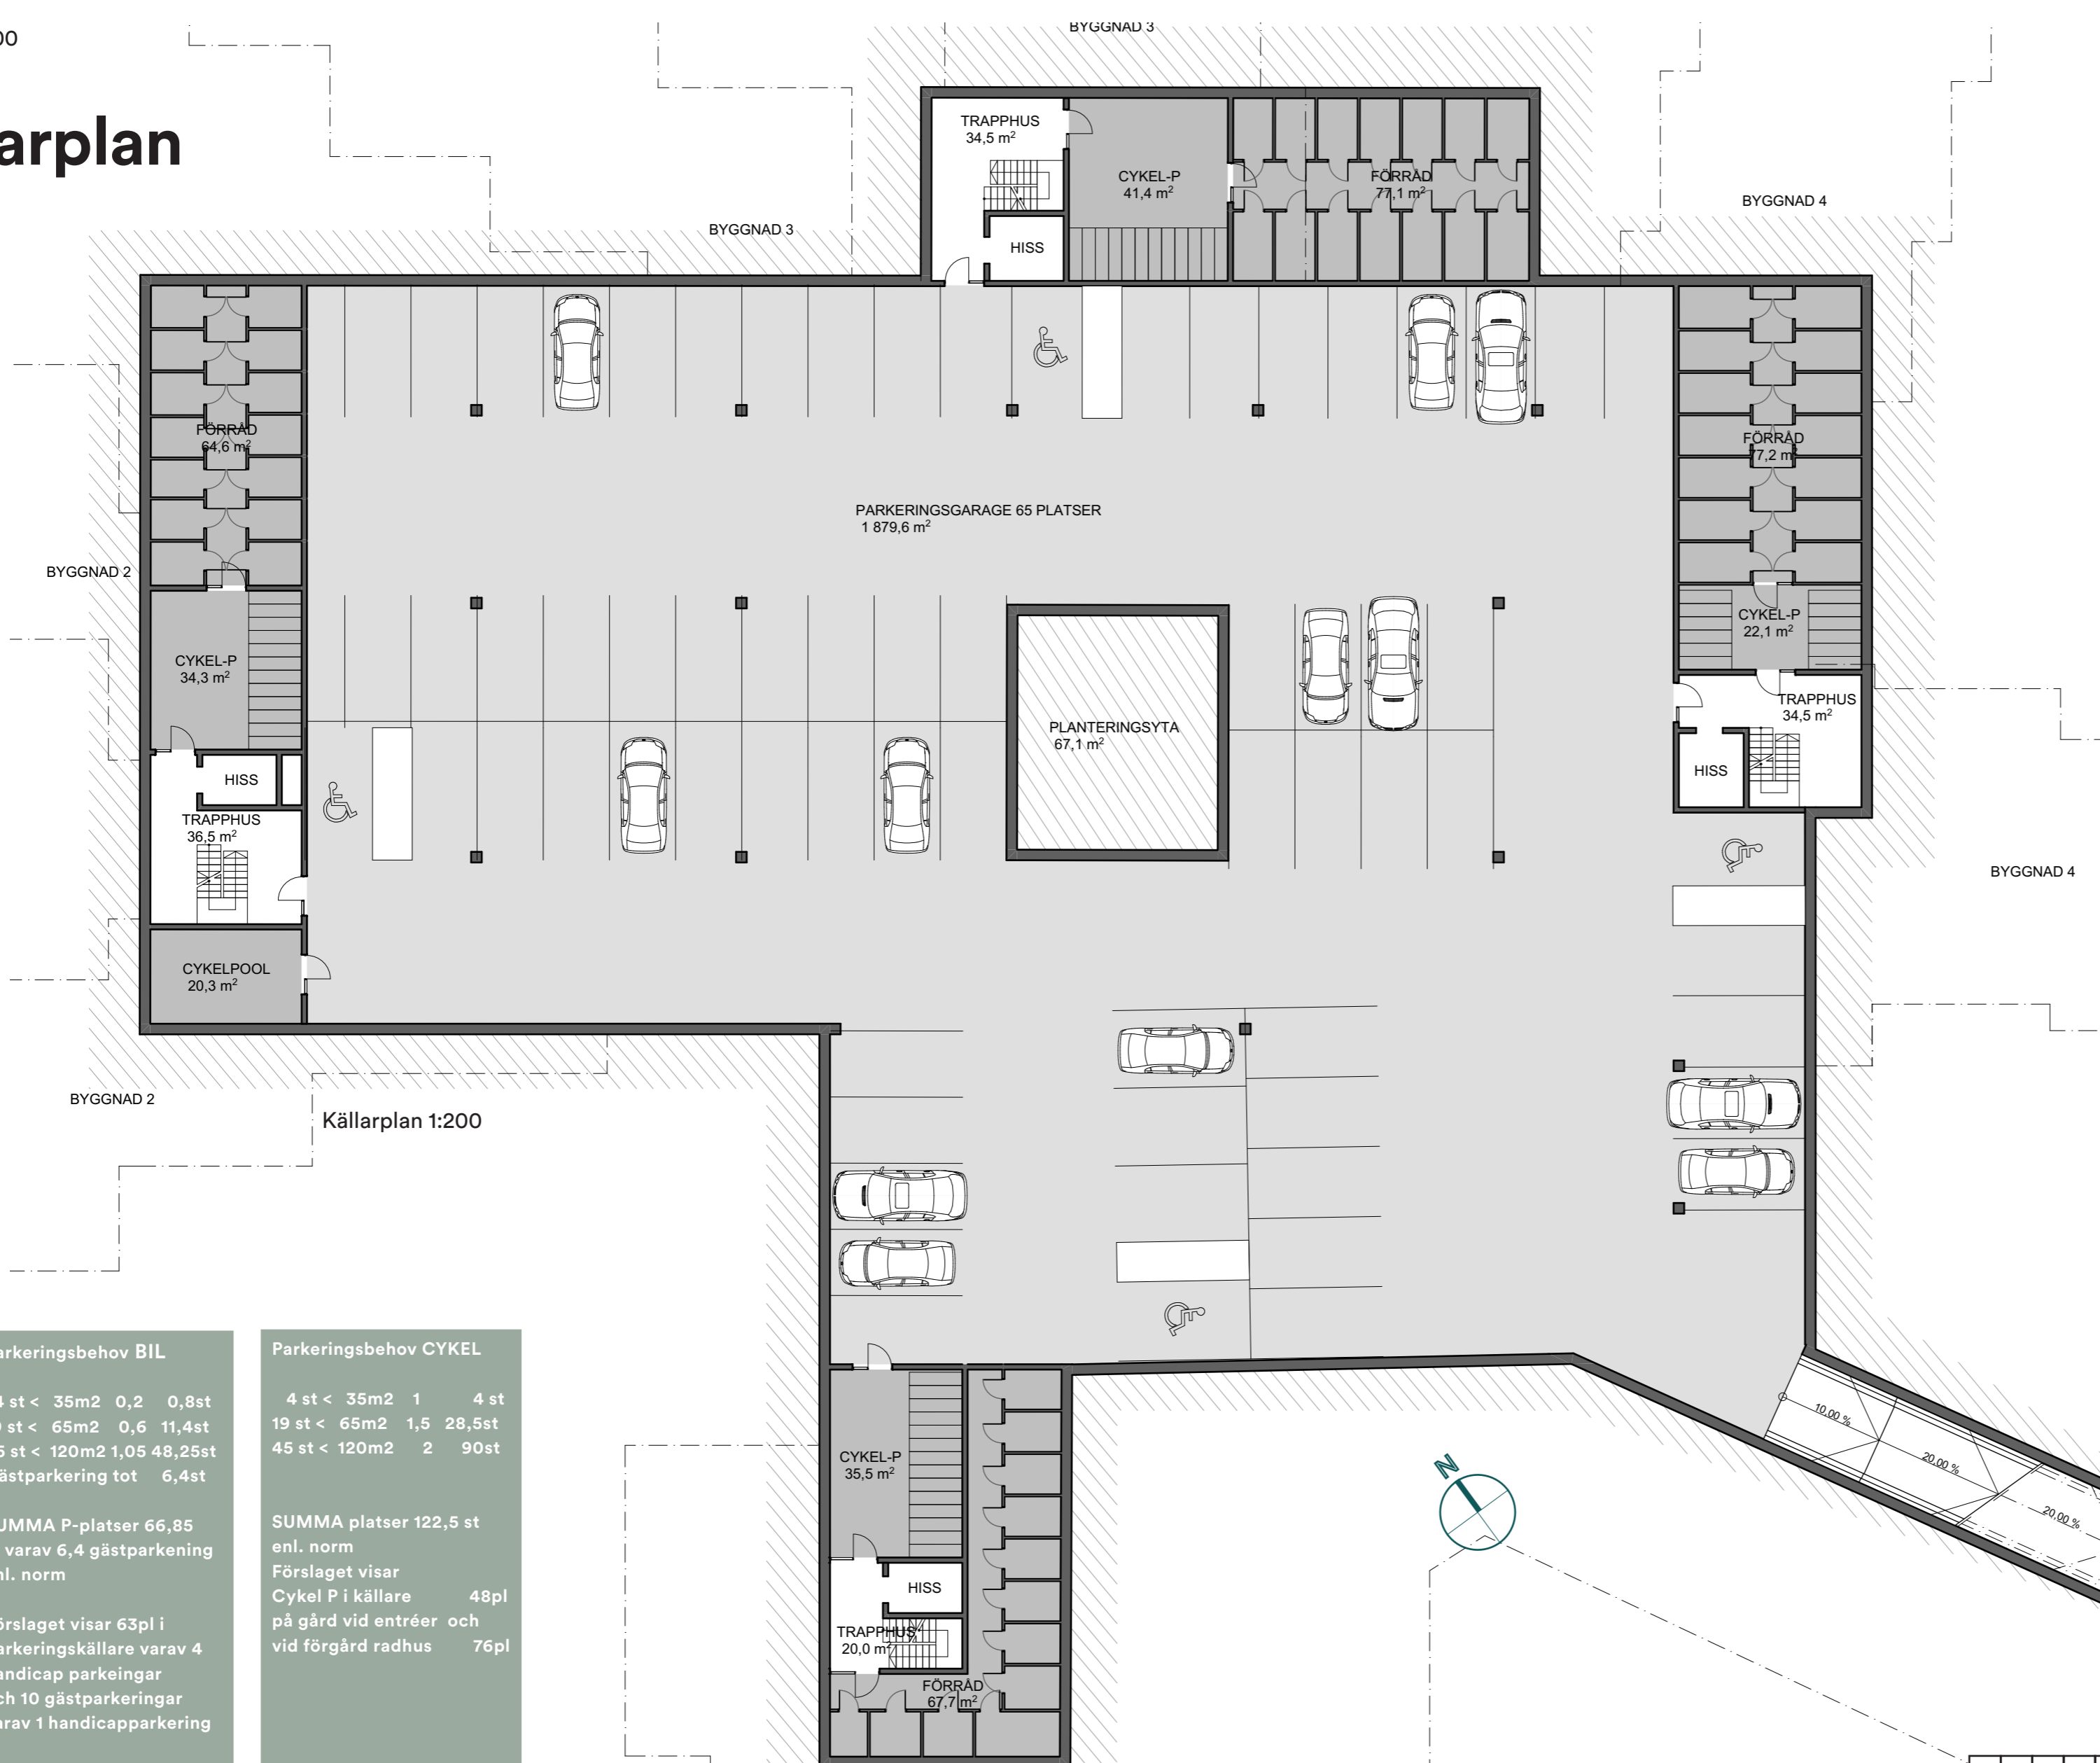 00
arplan
BYGGNAD 3
TRAPPHUS
34,5 m²
CYKEL-P
41,4 m²
FÖRRÅD
77,1 m²
HISS
BYGGNAD 3
BYGGNAD 4
FÖRRÅD
64,6 m²
FÖRRÅD
77,2 m²
PARKERINGSGARAGE 65 PLATSER
1 879,6 m²
BYGGNAD 2
CYKEL-P
34,3 m²
CYKEL-P
22,1 m²
TRAPPHUS
34,5 m²
PLANTERINGSYTA
67,1 m²
HISS
HISS
TRAPPHUS
36,5 m²
BYGGNAD 4
CYKELPOOL
20,3 m²
BYGGNAD 2
Källarplan 1:200
arkeringsbehov BIL
4 st < 35m2 0,2 0,8st
9 st < 65m2 0,6 11,4st
5 st < 120m2 1,05 48,25st
ästparkering tot 6,4st
UMMA P-platser 66,85
varav 6,4 gästparkening
nl. norm
örslaget visar 63pl i
arkeringskällare varav 4
andicap parkeingar
ch 10 gästparkeringar
arav 1 handicapparkering
Parkeringsbehov CYKEL
4 st < 35m2 1 4 st
19 st < 65m2 1,5 28,5st
45 st < 120m2 2 90st
SUMMA platser 122,5 st
enl. norm
Förslaget visar
Cykel P i källare 48pl
på gård vid entréer och
vid förgård radhus 76pl
CYKEL-P
35,5 m²
HISS
TRAPPHUS
20,0 m²
FÖRRÅD
67,7 m²
N
10,00 %
20,00 %
20,00 %